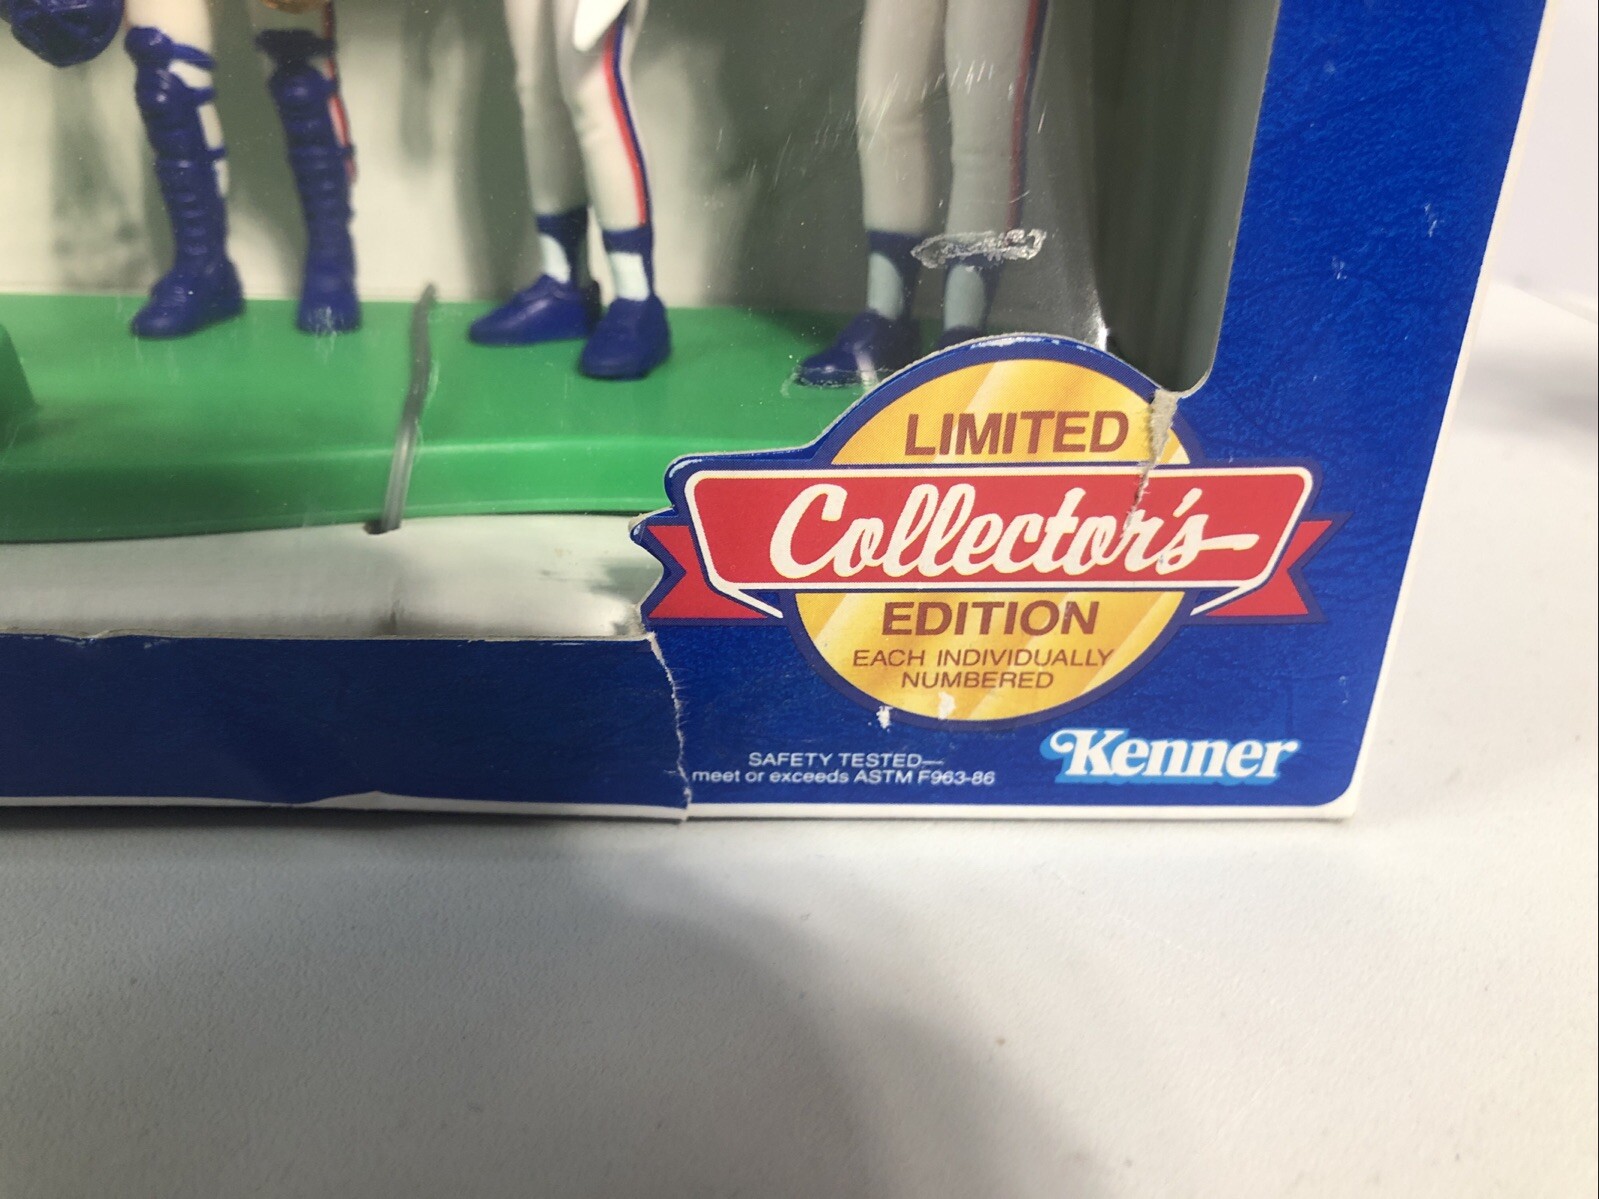 LIMITED
Collector's
EDITION
EACH INDIVIDUALLY
NUMBERED
SAFETY TESTED—
meet or exceeds ASTM F963-86
Kenner